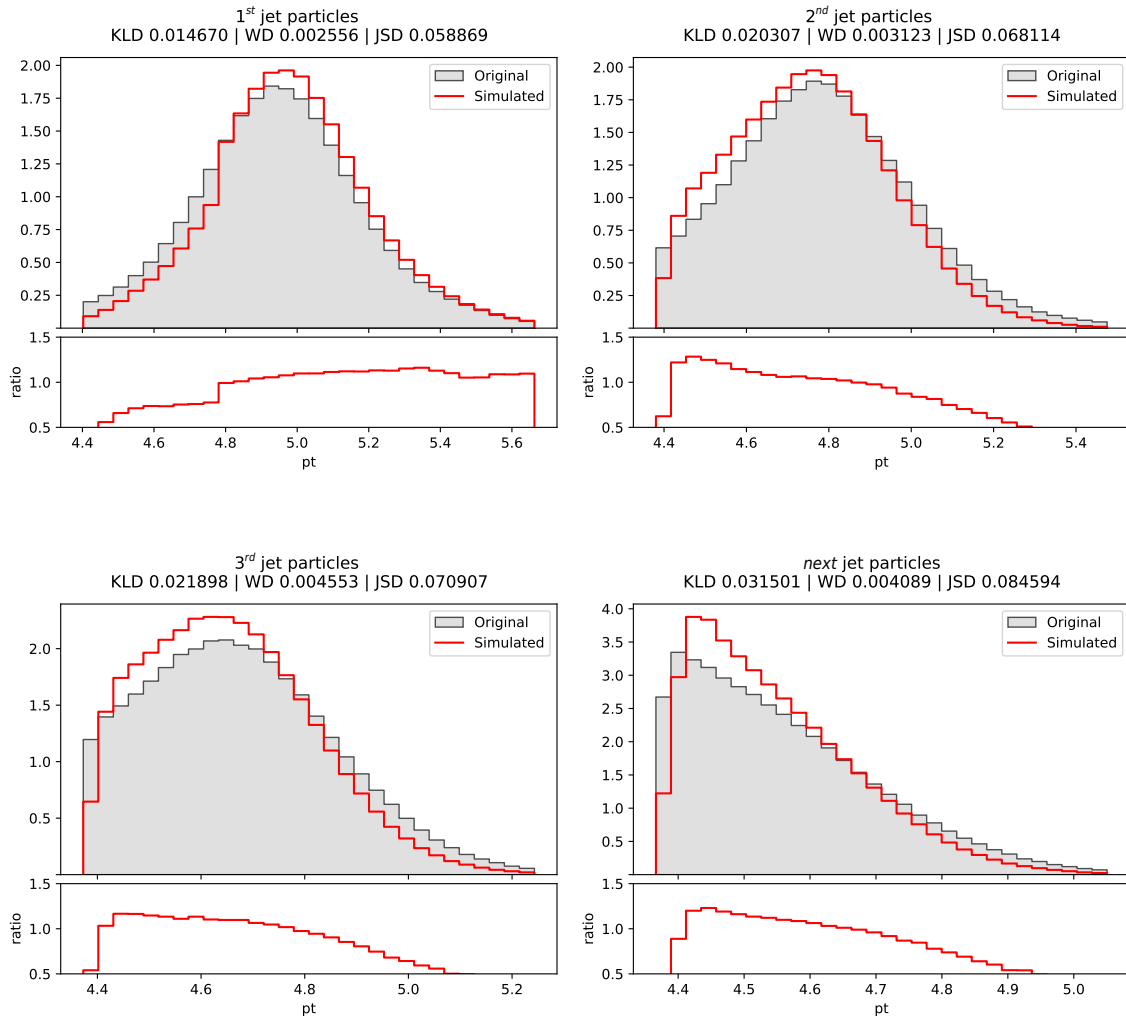 1st jet particles
KLD 0.014670 | WD 0.002556 | JSD 0.058869
2.00
1.75
1.50
1.25
1.00
0.75
0.50
0.25
Original
Simulated
1.5
1.0
0.5
ratio
4.4 4.6 4.8 5.0 5.2 5.4 5.6
pt
2nd jet particles
KLD 0.020307 | WD 0.003123 | JSD 0.068114
2.00
1.75
1.50
1.25
1.00
0.75
0.50
0.25
Original
Simulated
1.5
1.0
0.5
ratio
4.4 4.6 4.8 5.0 5.2 5.4
pt
3rd jet particles
KLD 0.021898 | WD 0.004553 | JSD 0.070907
2.0
1.5
1.0
0.5
Original
Simulated
1.5
1.0
0.5
ratio
4.4 4.6 4.8 5.0 5.2
pt
next jet particles
KLD 0.031501 | WD 0.004089 | JSD 0.084594
4.0
3.5
3.0
2.5
2.0
1.5
1.0
0.5
Original
Simulated
1.5
1.0
0.5
ratio
4.4 4.5 4.6 4.7 4.8 4.9 5.0
pt